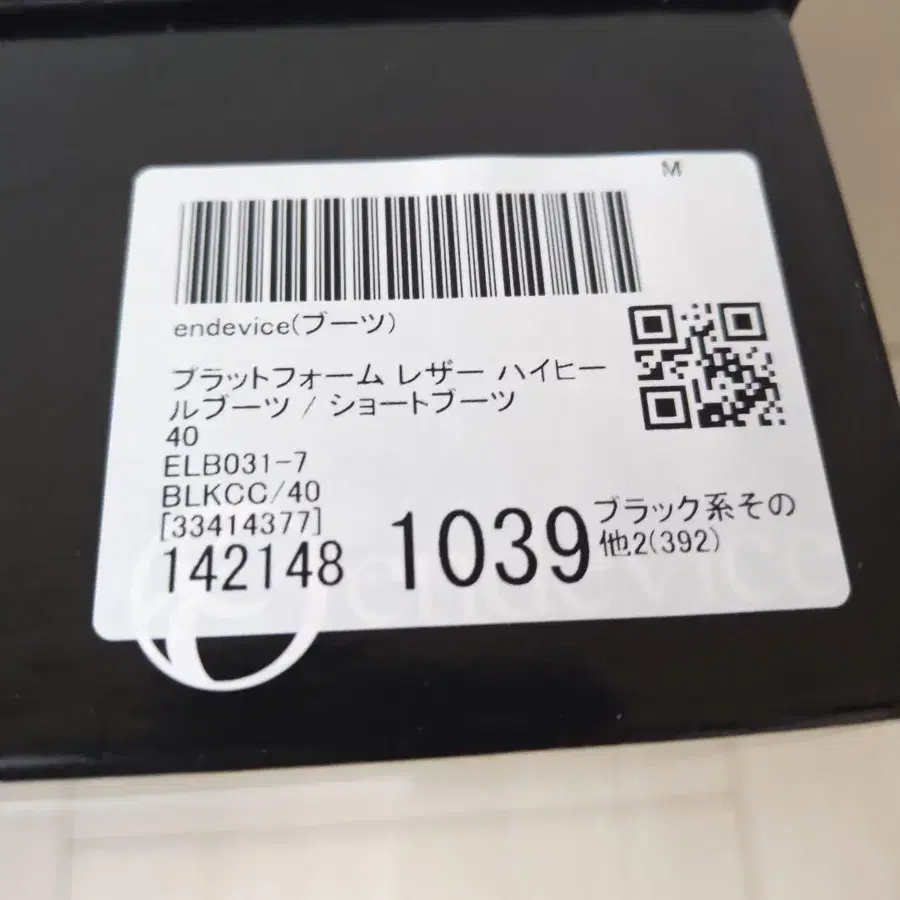 M
endevice(ブーツ)
プラットフォーム レザー ハイヒー
ルブーツ / ショートブーツ
40
ELB031-7
BLKCC/40
[33414377]
142148 1039 ブラック系その
他2(392)
endevice